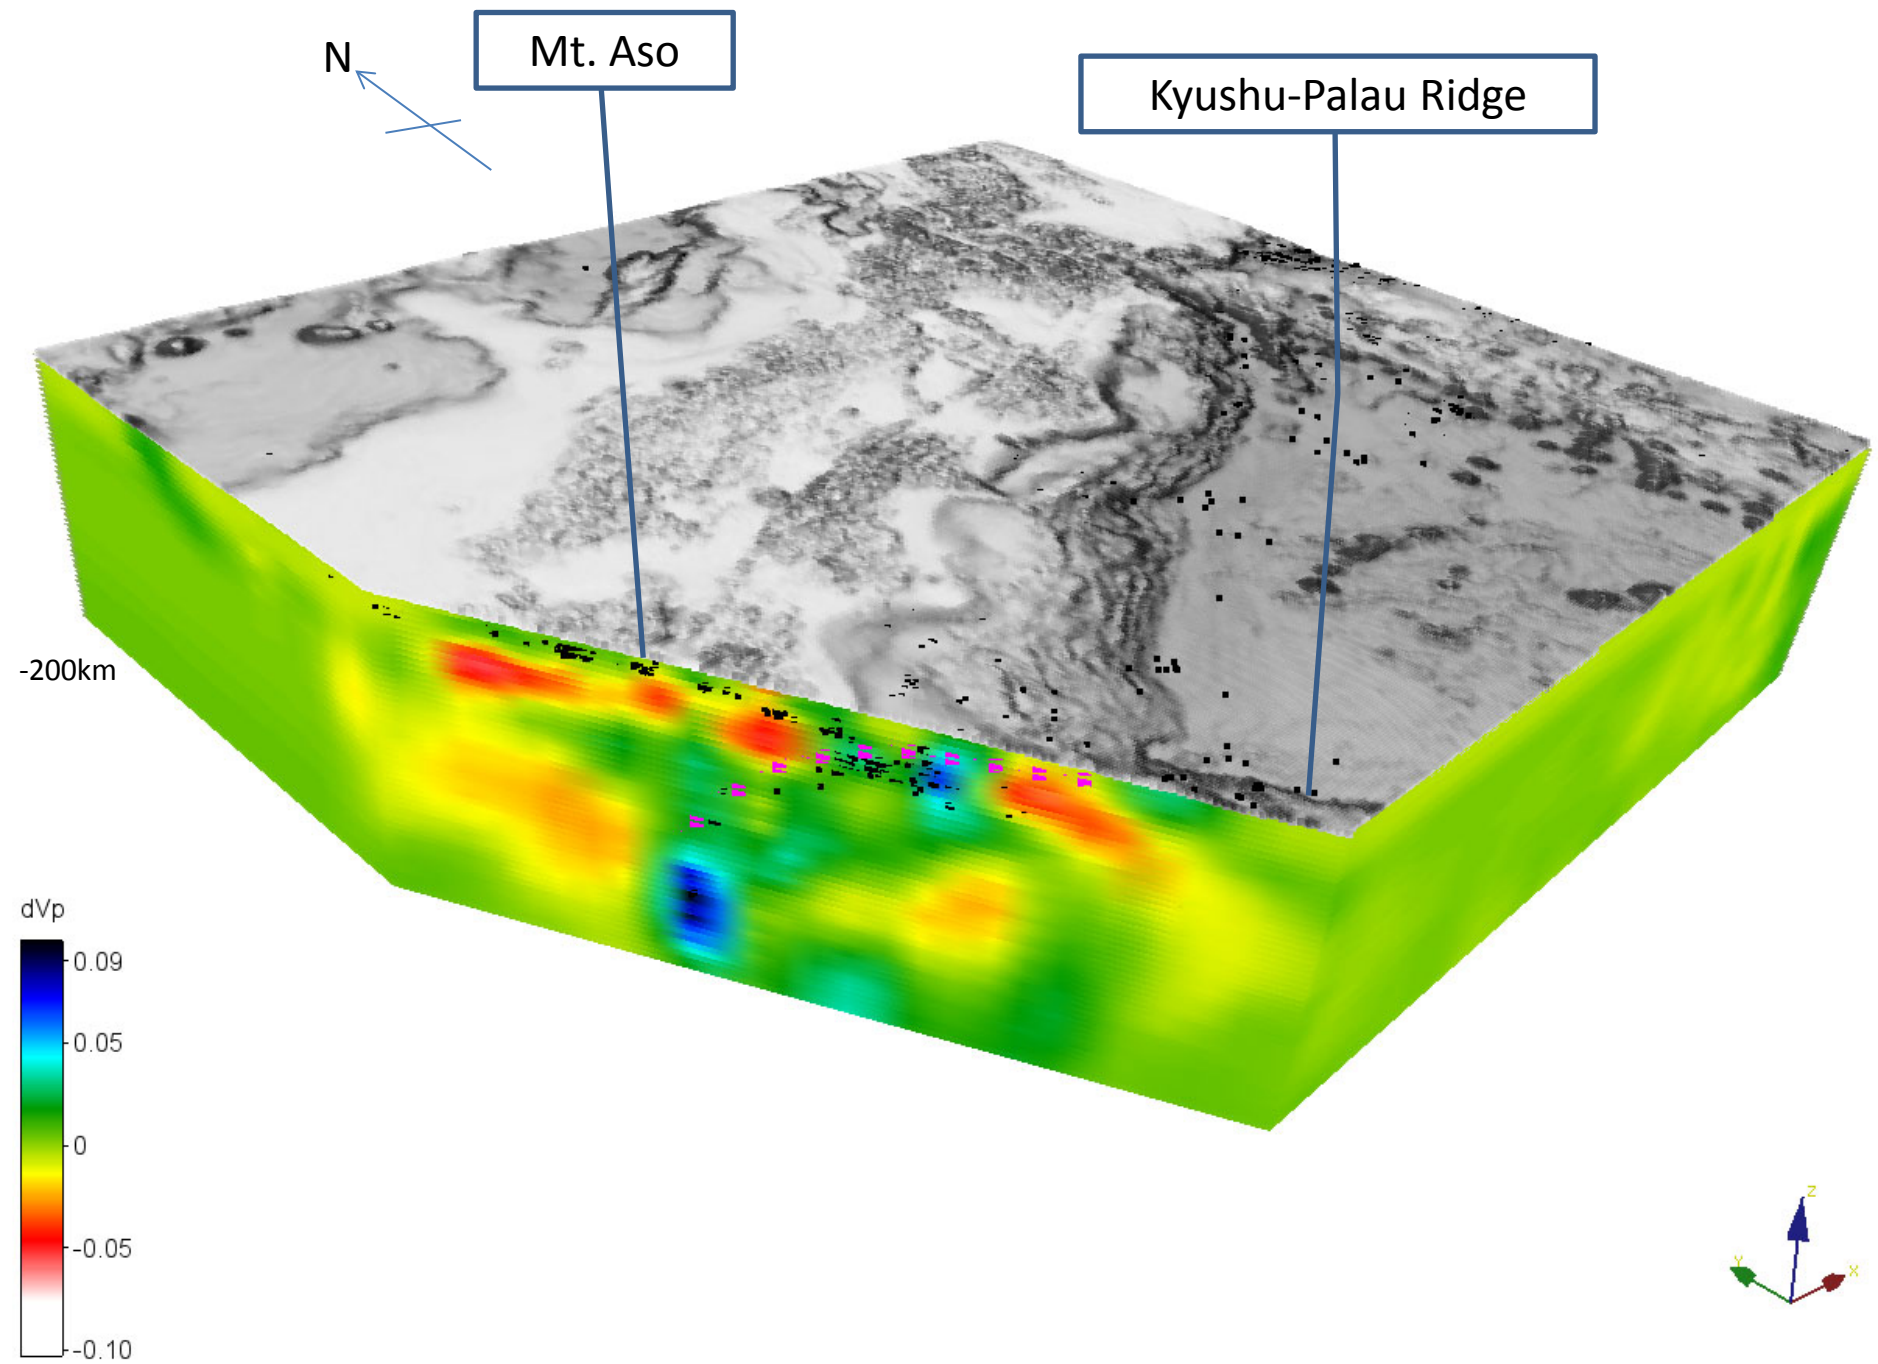 N
Mt. Aso
Kyushu-Palau Ridge
-200km
dVp
0.09
0.05
0
-0.05
-0.10
Z
Y
X